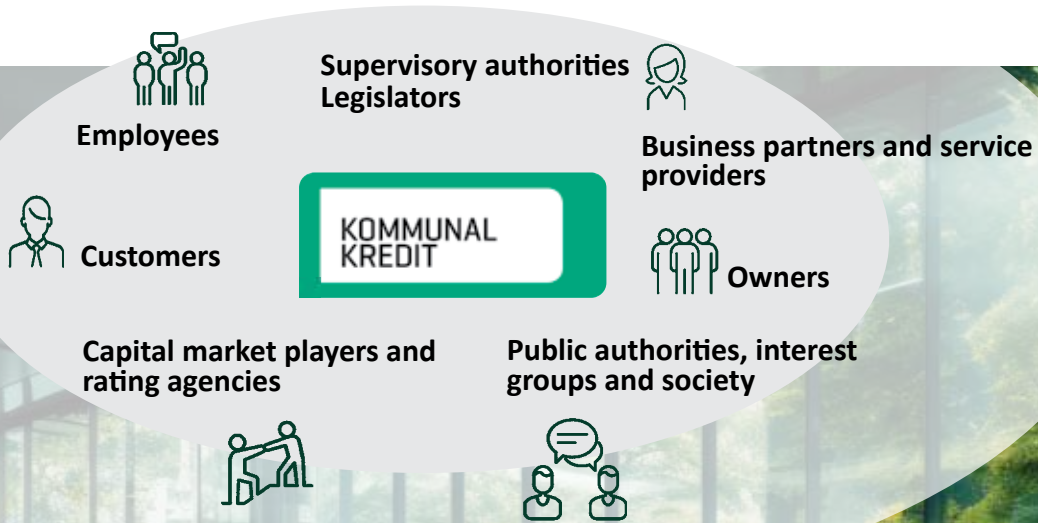 Supervisory authorities
Legislators
Employees
Business partners and service
providers
KOMMUNAL
KREDIT
Customers
Owners
Capital market players and
rating agencies
Public authorities, interest
groups and society